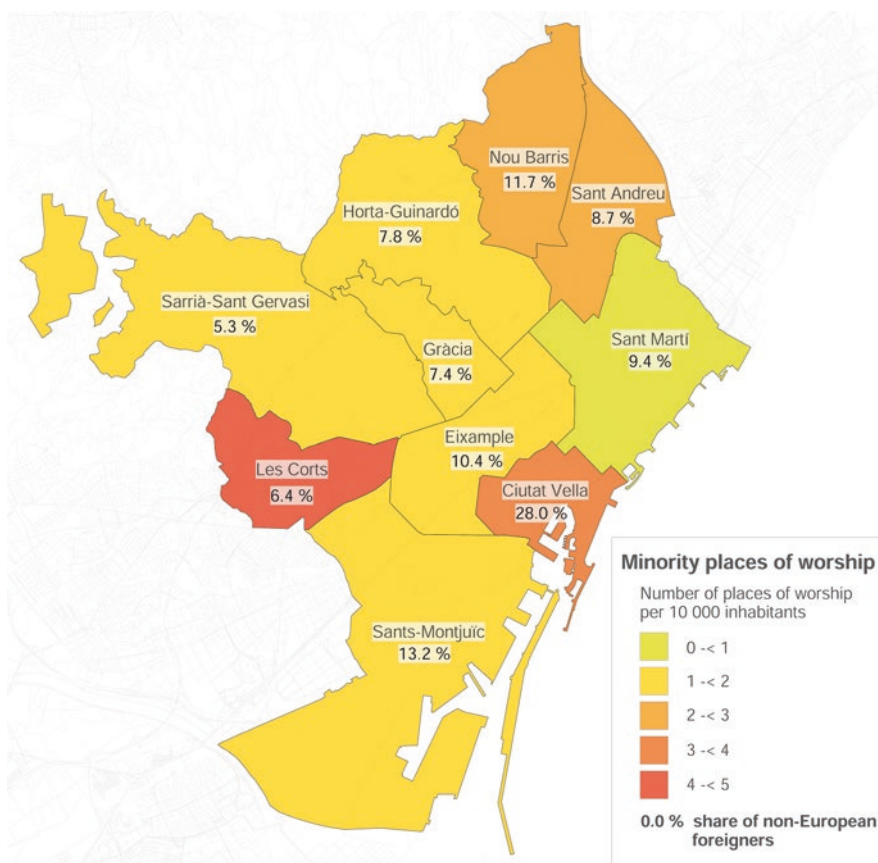 Nou Barris
11.7 %
Sant Andreu
8.7 %
Horta-Guinardó
7.8 %
Sarrià-Sant Gervasi
5.3 %
Sant Martí
9.4 %
Gràcia
7.4 %
Eixample
10.4 %
Les Corts
6.4 %
Ciutat Vella
28.0 %
Sants-Montjuïc
13.2 %
Minority places of worship
Number of places of worship
per 10 000 inhabitants
0 -< 1
1 -< 2
2 -< 3
3 -< 4
4 -< 5
0.0 % share of non-European
foreigners